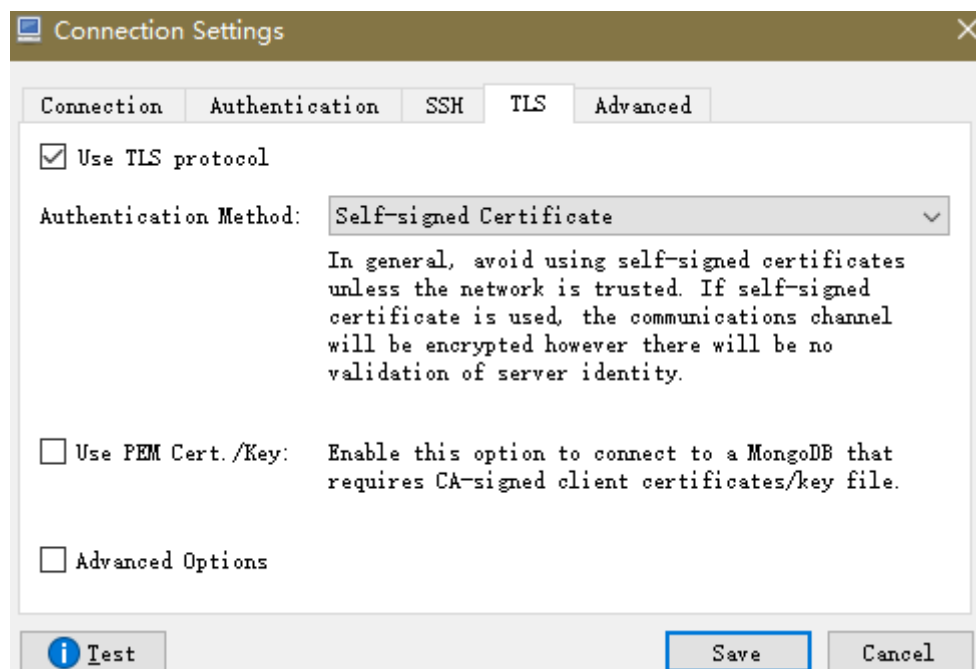 Connection Settings
Connection Authentication SSH TLS Advanced
Use TLS protocol
Authentication Method: Self-signed Certificate
In general, avoid using self-signed certificates
unless the network is trusted. If self-signed
certificate is used, the communications channel
will be encrypted however there will be no
validation of server identity.
Use PEM Cert./Key: Enable this option to connect to a MongoDB that
requires CA-signed client certificates/key file.
Advanced Options
Test Save Cancel